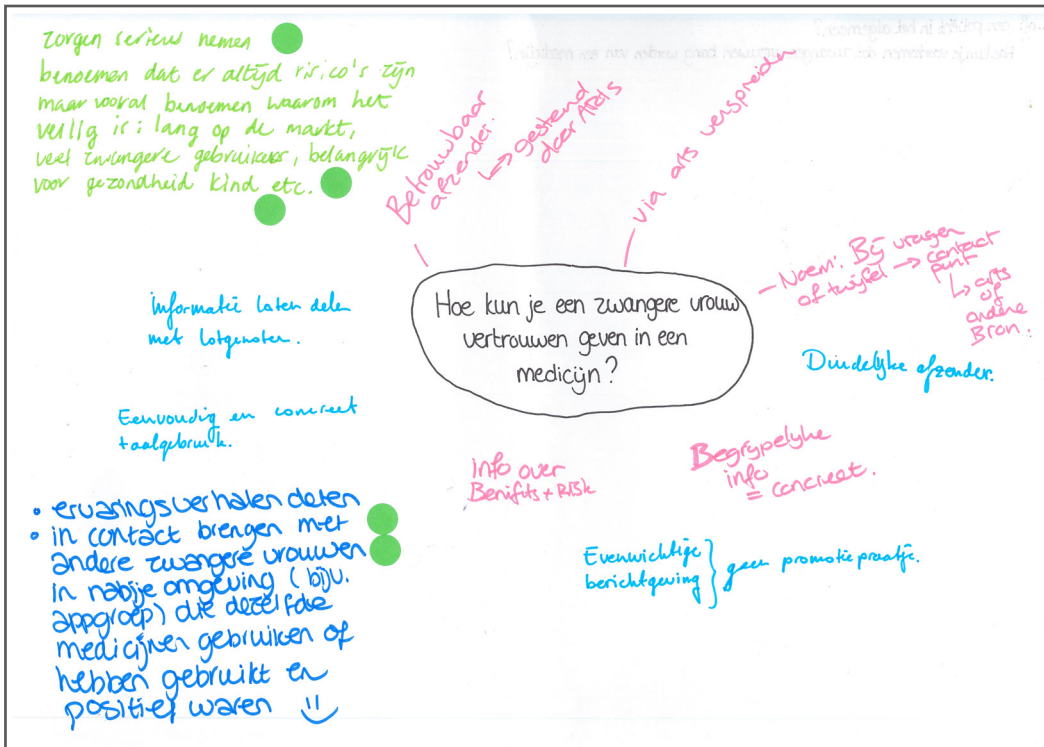 zorgen serieus nemen
benoemen dat er altijd risico's zijn
maar vooral benoemen waarom het
veilig is: lang op de markt,
veel zwangere gebruikers, belangrijk
voor gezondheid kind etc.
Betrouwbaar
afzender.
↳ gesteund
door Artsls
via arts verspreiden
Hoe kun je een zwangere vrouw
vertrouwen geven in een
medicijn?
Noem: Bij vragen
of twijfel → contact
punt
↳ arts
of
andere
Bron.
Duidelijke afzender.
Informatie laten delen
met lotgenoten.
Eenvoudig en concreet
taalgebruik.
info over
Benifits + Risk
Begrypelyke
info
= concreet.
Evenwichtige
berichtgeving } geen promotiepraatje.
• ervaringsverhalen delen
• in contact brengen met
andere zwangere vrouwen
in nabije omgeving (bijv.
appgroep) die dezelfde
medicijnen gebruiken of
hebben gebruikt en
positief waren